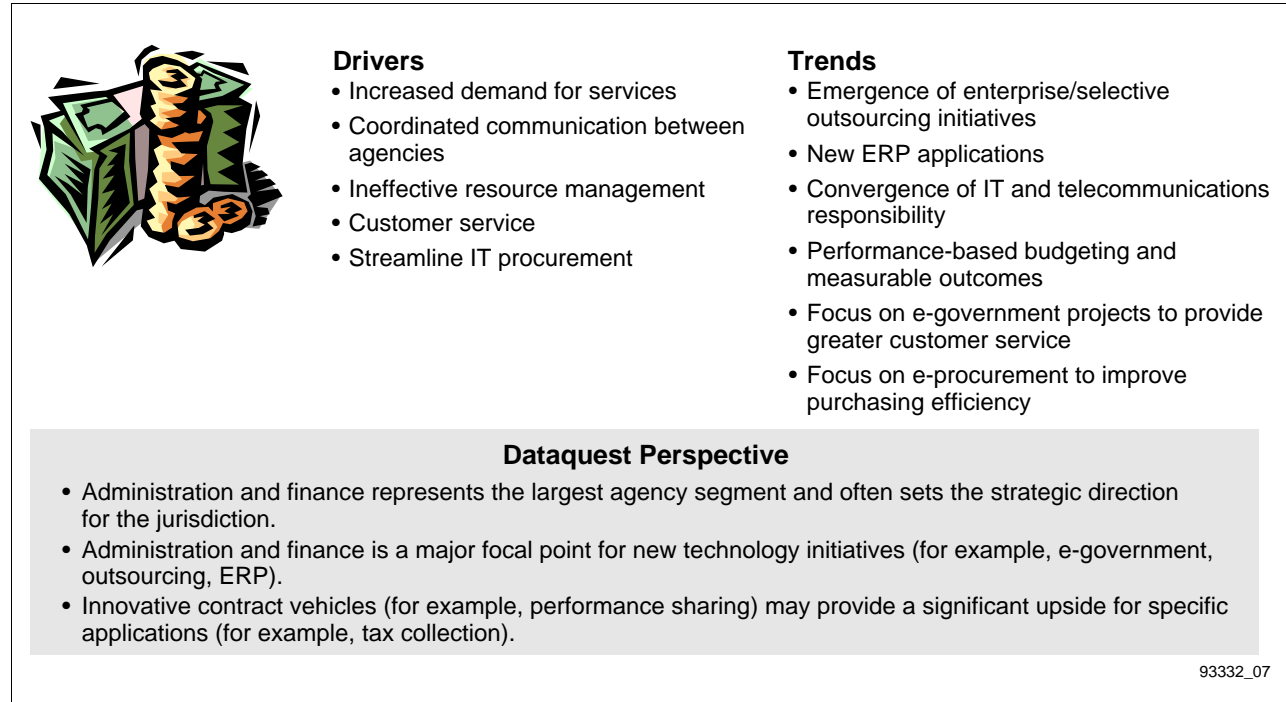 Drivers
• Increased demand for services
• Coordinated communication between
agencies
• Ineffective resource management
• Customer service
• Streamline IT procurement
Trends
• Emergence of enterprise/selective
outsourcing initiatives
• New ERP applications
• Convergence of IT and telecommunications
responsibility
• Performance-based budgeting and
measurable outcomes
• Focus on e-government projects to provide
greater customer service
• Focus on e-procurement to improve
purchasing efficiency
Dataquest Perspective
• Administration and finance represents the largest agency segment and often sets the strategic direction
for the jurisdiction.
• Administration and finance is a major focal point for new technology initiatives (for example, e-government,
outsourcing, ERP).
• Innovative contract vehicles (for example, performance sharing) may provide a significant upside for specific
applications (for example, tax collection).
93332_07